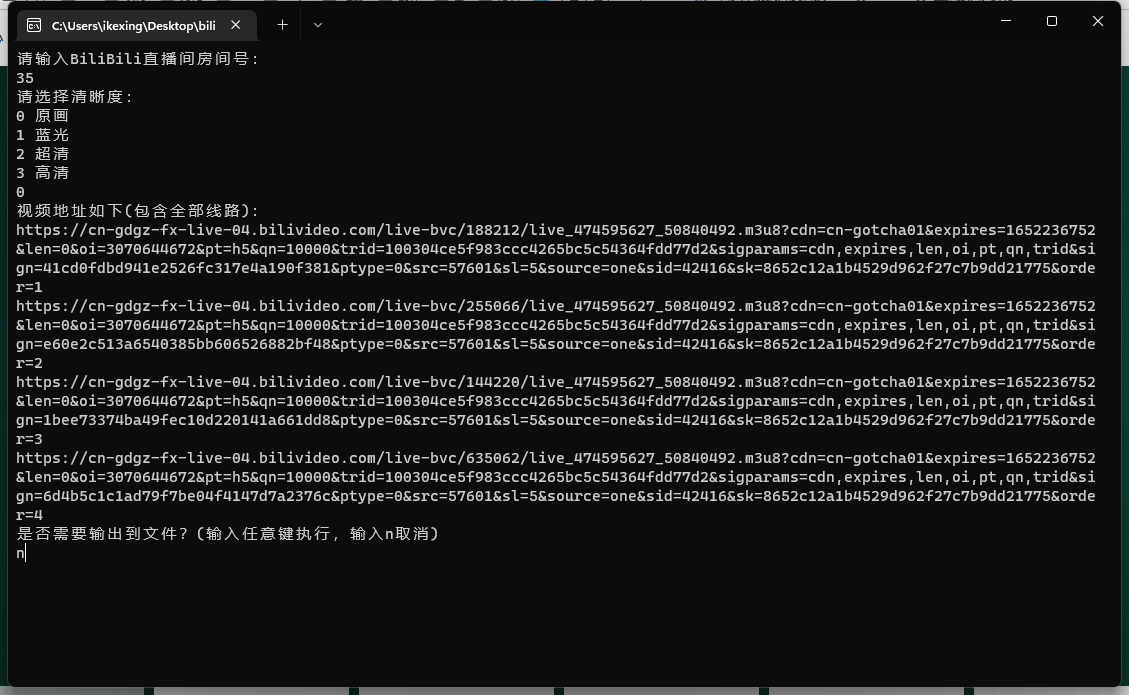 C:\Users\ikexing\Desktop\bili
请输入BiliBili直播间房间号：
35
请选择清晰度：
0 原画
1 蓝光
2 超清
3 高清
0
视频地址如下(包含全部线路)：
https://cn-gdgz-fx-live-04.bilivideo.com/live-bvc/188212/live_474595627_50840492.m3u8?cdn=cn-gotcha01&expires=1652236752
&len=0&oi=3070644672&pt=h5&qn=10000&trid=100304ce5f983ccc4265bc5c54364fdd77d2&sigparams=cdn,expires,len,oi,pt,qn,trid&si
gn=41cd0fdbd941e2526fc317e4a190f381&ptype=0&src=57601&sl=5&source=one&sid=42416&sk=8652c12a1b4529d962f27c7b9dd21775&orde
r=1
https://cn-gdgz-fx-live-04.bilivideo.com/live-bvc/255066/live_474595627_50840492.m3u8?cdn=cn-gotcha01&expires=1652236752
&len=0&oi=3070644672&pt=h5&qn=10000&trid=100304ce5f983ccc4265bc5c54364fdd77d2&sigparams=cdn,expires,len,oi,pt,qn,trid&si
gn=e60e2c513a6540385bb606526882bf48&ptype=0&src=57601&sl=5&source=one&sid=42416&sk=8652c12a1b4529d962f27c7b9dd21775&orde
r=2
https://cn-gdgz-fx-live-04.bilivideo.com/live-bvc/144220/live_474595627_50840492.m3u8?cdn=cn-gotcha01&expires=1652236752
&len=0&oi=3070644672&pt=h5&qn=10000&trid=100304ce5f983ccc4265bc5c54364fdd77d2&sigparams=cdn,expires,len,oi,pt,qn,trid&si
gn=1bee73374ba49fec10d220141a661dd8&ptype=0&src=57601&sl=5&source=one&sid=42416&sk=8652c12a1b4529d962f27c7b9dd21775&orde
r=3
https://cn-gdgz-fx-live-04.bilivideo.com/live-bvc/635062/live_474595627_50840492.m3u8?cdn=cn-gotcha01&expires=1652236752
&len=0&oi=3070644672&pt=h5&qn=10000&trid=100304ce5f983ccc4265bc5c54364fdd77d2&sigparams=cdn,expires,len,oi,pt,qn,trid&si
gn=6d4b5c1c1ad79f7be04f4147d7a2376c&ptype=0&src=57601&sl=5&source=one&sid=42416&sk=8652c12a1b4529d962f27c7b9dd21775&orde
r=4
是否需要输出到文件？(输入任意键执行, 输入n取消)
n